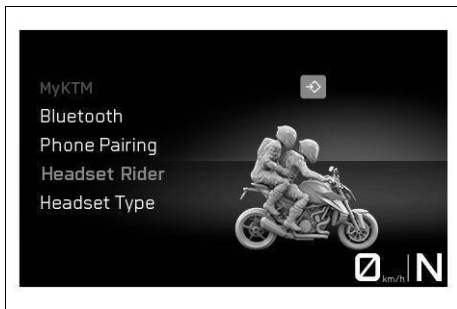 MyKTM
Bluetooth
Phone Pairing
Headset Rider
Headset Type
0 km/h N